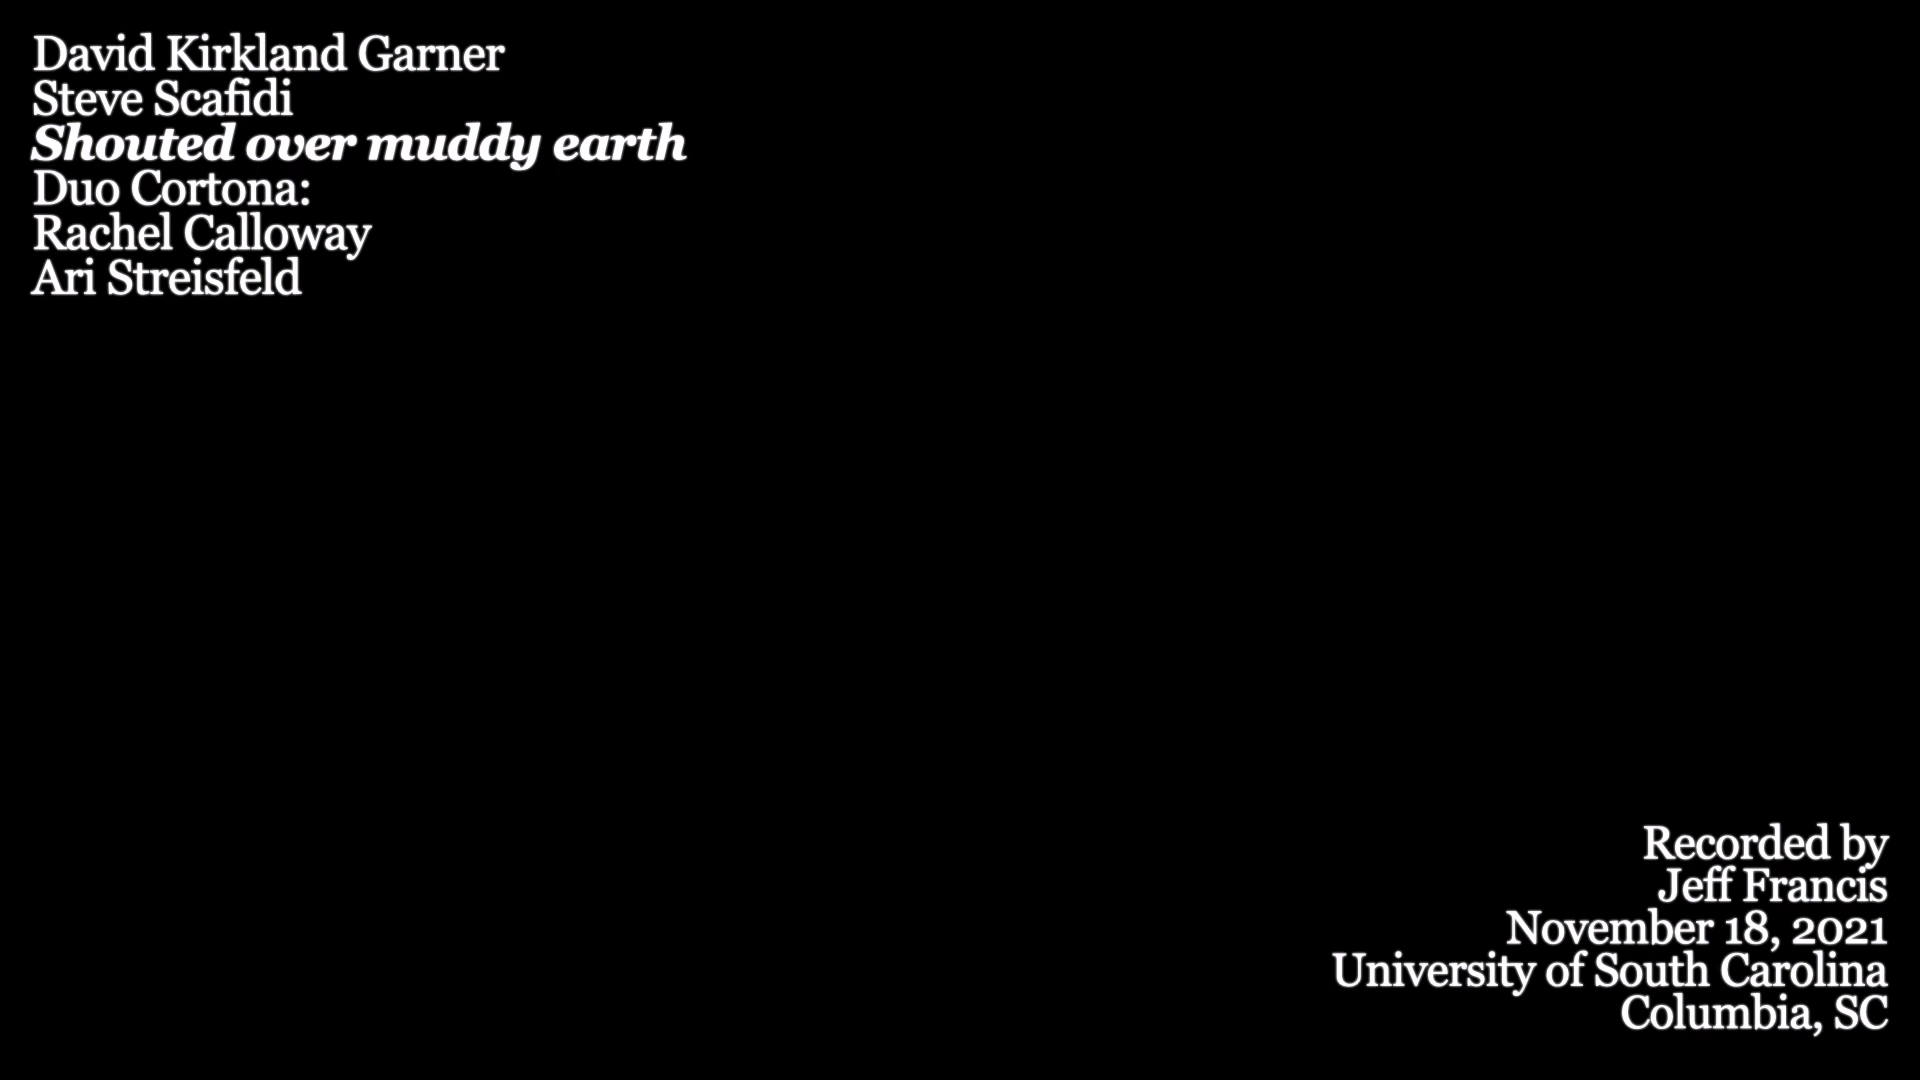 David Kirkland Garner
Steve Scafidi
Shouted over muddy earth
Duo Cortona:
Rachel Calloway
Ari Streisfeld
Recorded by
Jeff Francis
November 18, 2021
University of South Carolina
Columbia, SC